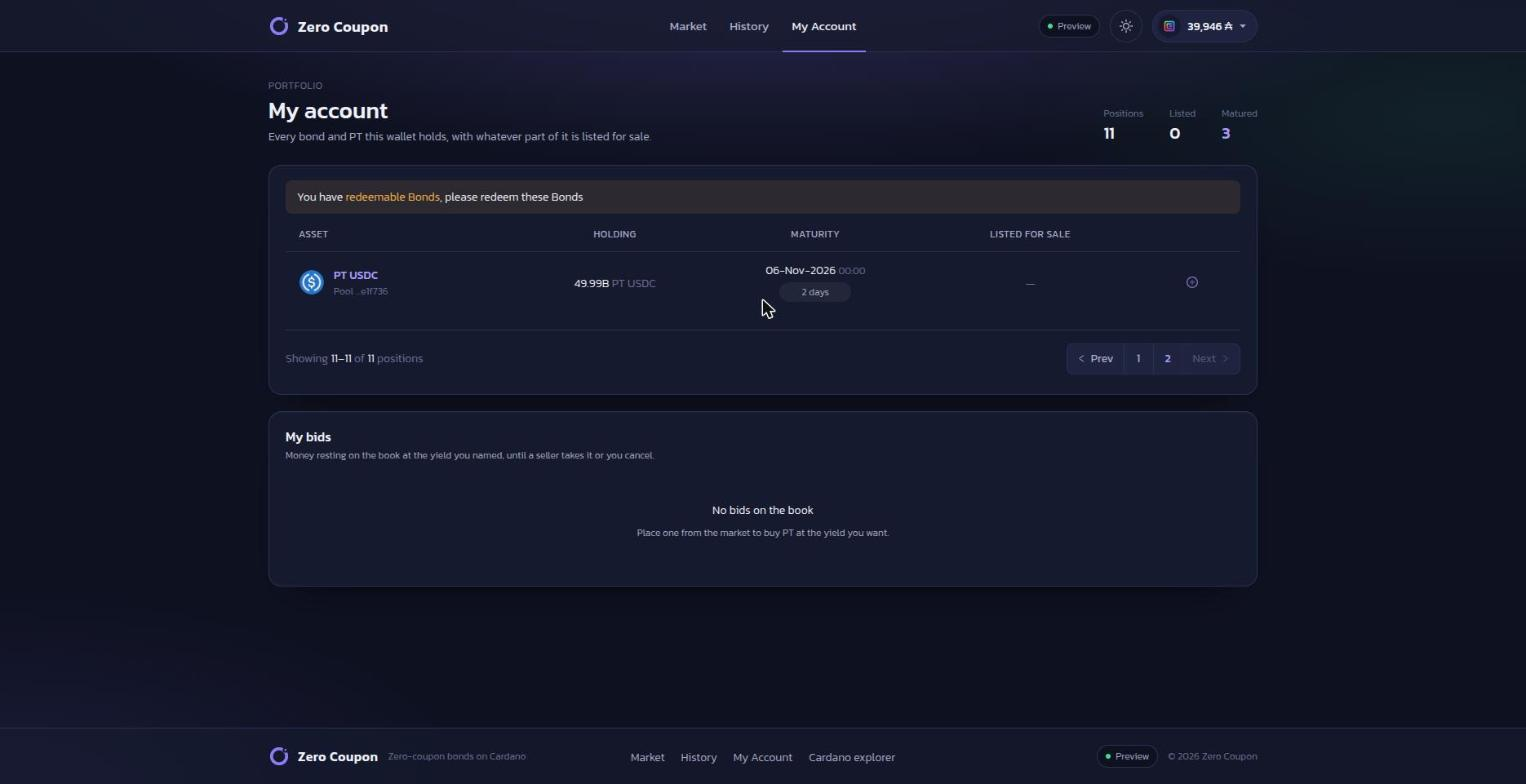 Zero Coupon
Market History My Account
Preview
39,946 ₳
PORTFOLIO
My account
Every bond and PT this wallet holds, with whatever part of it is listed for sale.
Positions Listed Matured
11 0 3
You have redeemable Bonds, please redeem these Bonds
ASSET HOLDING MATURITY LISTED FOR SALE
PT USDC
Pool ..e1f736
49.99B PT USDC
06-Nov-2026 00:00
2 days
—
Showing 11–11 of 11 positions
< Prev 1 2 Next >
My bids
Money resting on the book at the yield you named, until a seller takes it or you cancel.
No bids on the book
Place one from the market to buy PT at the yield you want.
Zero Coupon Zero-coupon bonds on Cardano
Market History My Account Cardano explorer
Preview © 2026 Zero Coupon